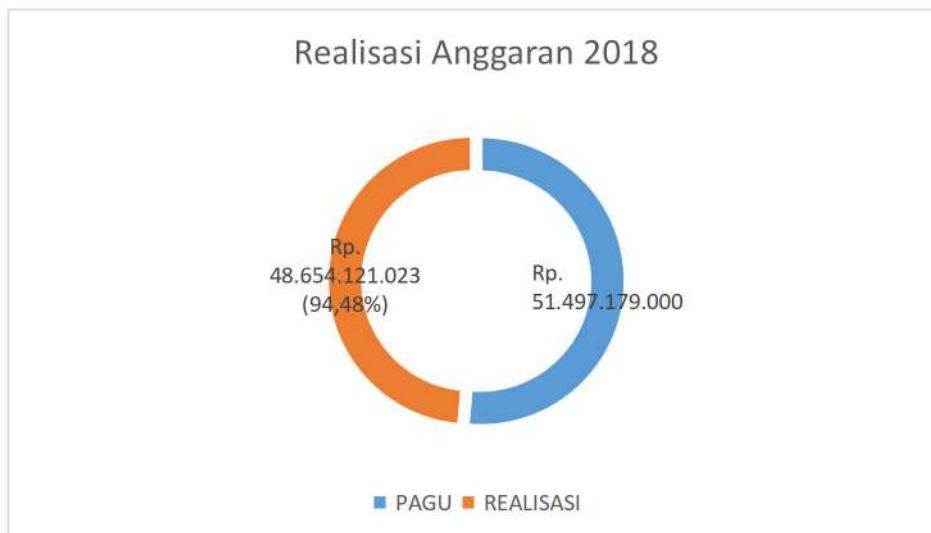 Realisasi Anggaran 2018
Rp.
48.654.121.023
(94,48%)
Rp.
51.497.179.000
PAGU REALISASI